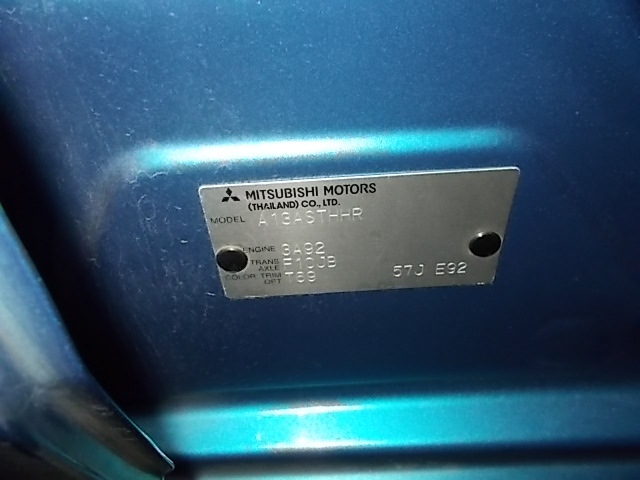 MITSUBISHI MOTORS
(THAILAND) CO., LTD.
MODEL A13ASTHHR
ENGINE 3A92
TRANS AXLE F1CJB
COLOR TRIM OPT T69 57J E92